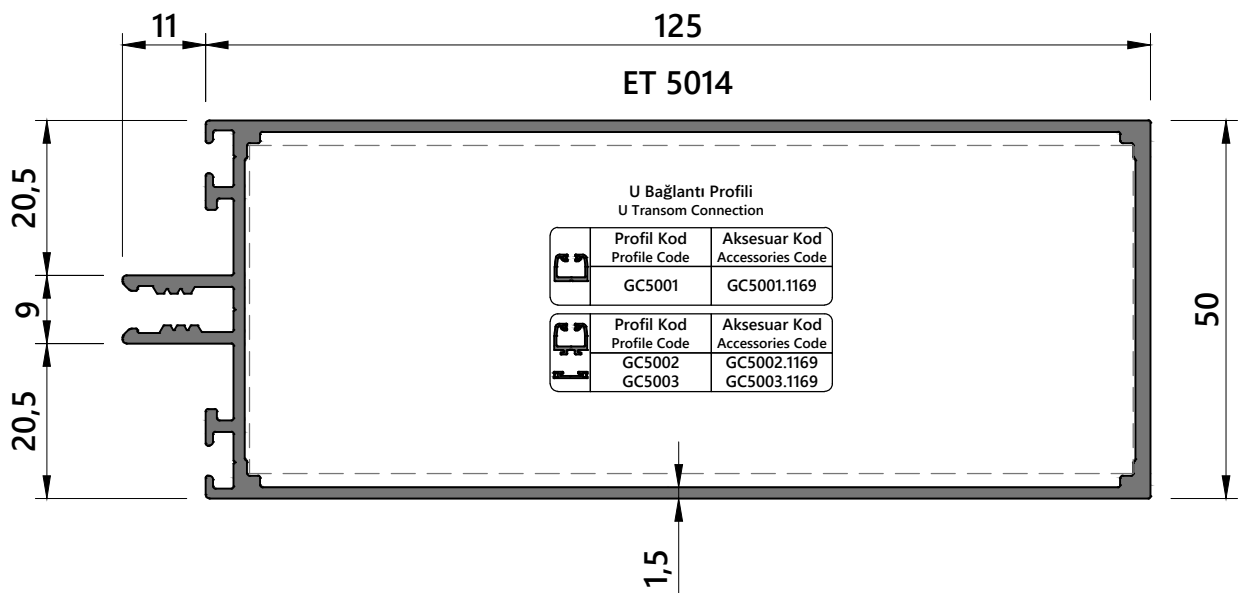 11
125
ET 5014
20,5
9
20,5
50
1,5
U Bağlantı Profili
U Transom Connection
Profil Kod
Profile Code
Aksesuar Kod
Accessories Code
GC5001
GC5001.1169
Profil Kod
Profile Code
Aksesuar Kod
Accessories Code
GC5002
GC5002.1169
GC5003
GC5003.1169